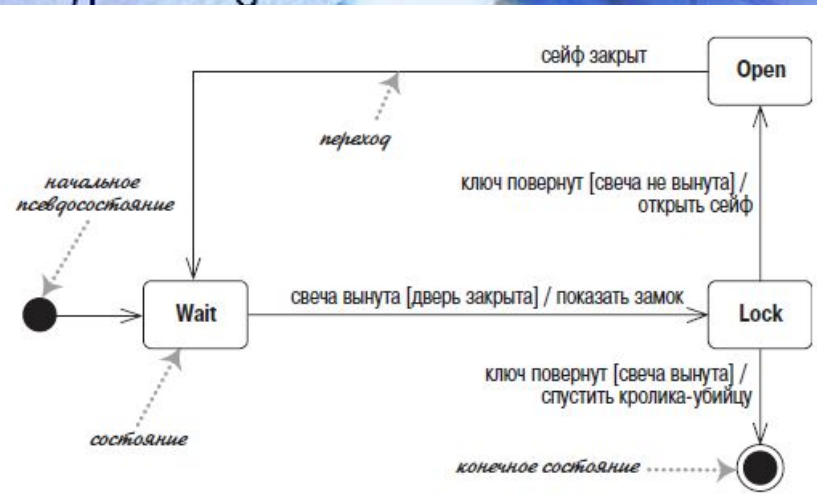 сейф закрыт
Open
переход
начальное
псевдосостояние
ключ повернут [свеча не вынута] /
открыть сейф
Wait
свеча вынута [дверь закрыта] / показать замок
Lock
ключ повернут [свеча вынута] /
спустить кролика-убийцу
состояние
конечное состояние